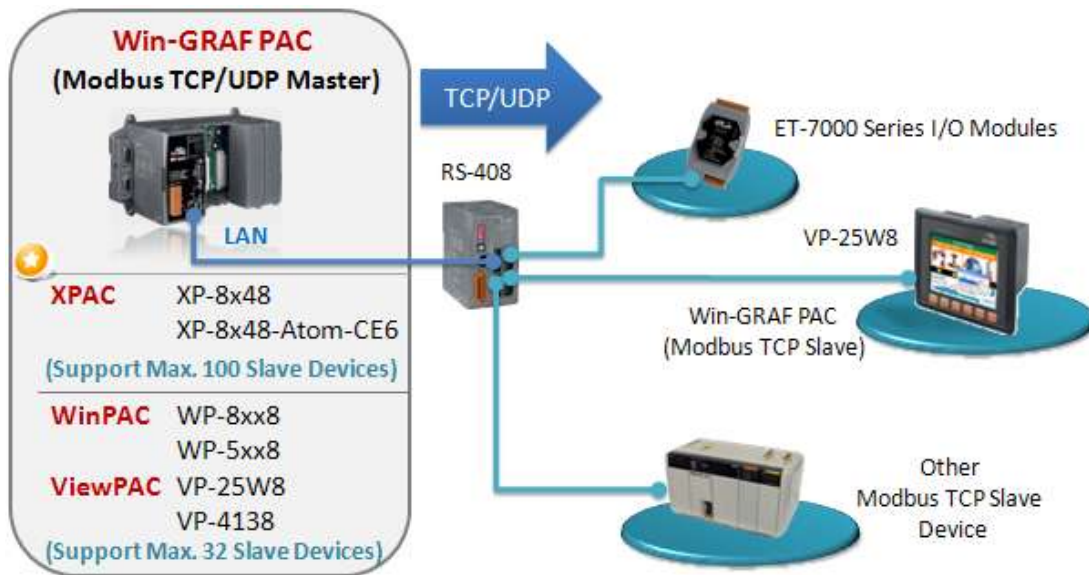 Win-GRAF PAC
(Modbus TCP/UDP Master)
LAN
XPAC XP-8x48
XP-8x48-Atom-CE6
(Support Max. 100 Slave Devices)
WinPAC WP-8xx8
WP-5xx8
ViewPAC VP-25W8
VP-4138
(Support Max. 32 Slave Devices)
TCP/UDP
RS-408
ET-7000 Series I/O Modules
VP-25W8
Win-GRAF PAC
(Modbus TCP Slave)
Other
Modbus TCP Slave
Device